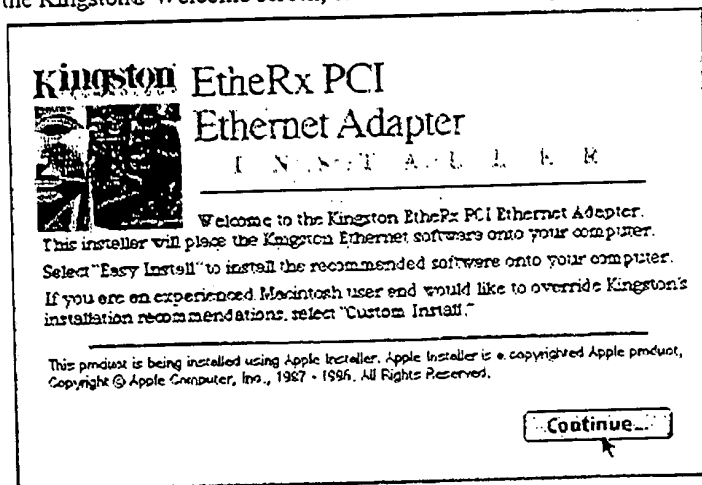 the Kingston® Welcome screen,
Kingston
EtheRx PCI
Ethernet Adapter
INSTALLER
Welcome to the Kingston EtheRx PCI Ethernet Adapter.
This installer will place the Kingston Ethernet software onto your computer.
Select "Easy Install" to install the recommended software onto your computer.
If you are an experienced Macintosh user and would like to override Kingston's
installation recommendations, select "Custom Install."
This product is being installed using Apple Installer. Apple Installer is a copyrighted Apple product,
Copyright © Apple Computer, Inc., 1987 - 1996. All Rights Reserved.
Continue...